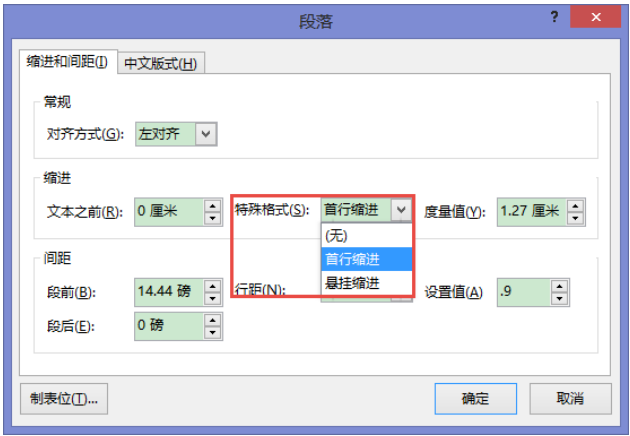 段落
?
缩进和间距(I) 中文版式(H)
常规
对齐方式(G): 左对齐
缩进
文本之前(R): 0 厘米 特殊格式(S): 首行缩进 度量值(Y): 1.27 厘米
(无)
首行缩进
悬挂缩进
间距
段前(B): 14.44 磅 行距(N): 设置值(A) .9
段后(E): 0 磅
制表位(T)... 确定 取消